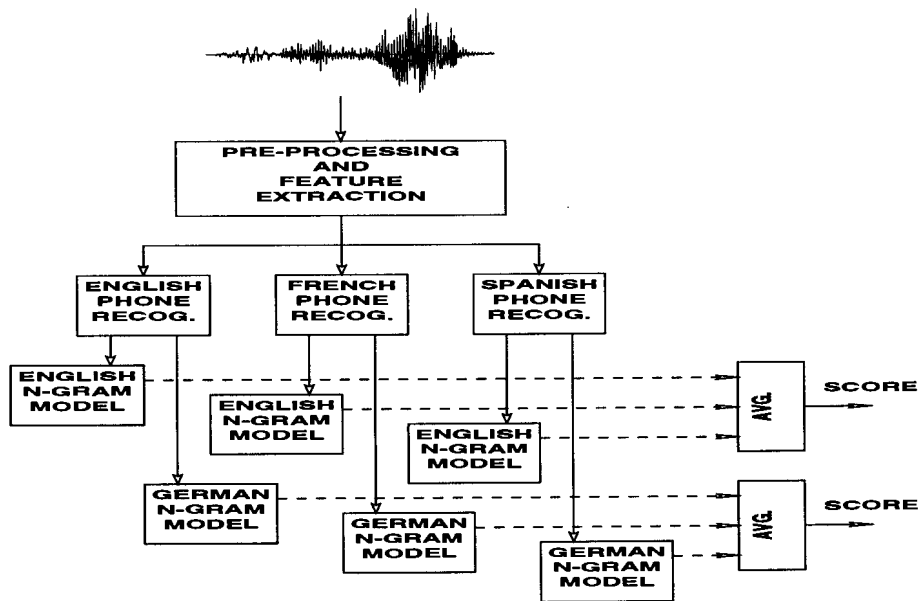 PRE-PROCESSING
AND
FEATURE
EXTRACTION
ENGLISH
PHONE
RECOG.
FRENCH
PHONE
RECOG.
SPANISH
PHONE
RECOG.
ENGLISH
N-GRAM
MODEL
ENGLISH
N-GRAM
MODEL
ENGLISH
N-GRAM
MODEL
AVG.
SCORE
GERMAN
N-GRAM
MODEL
GERMAN
N-GRAM
MODEL
GERMAN
N-GRAM
MODEL
AVG.
SCORE